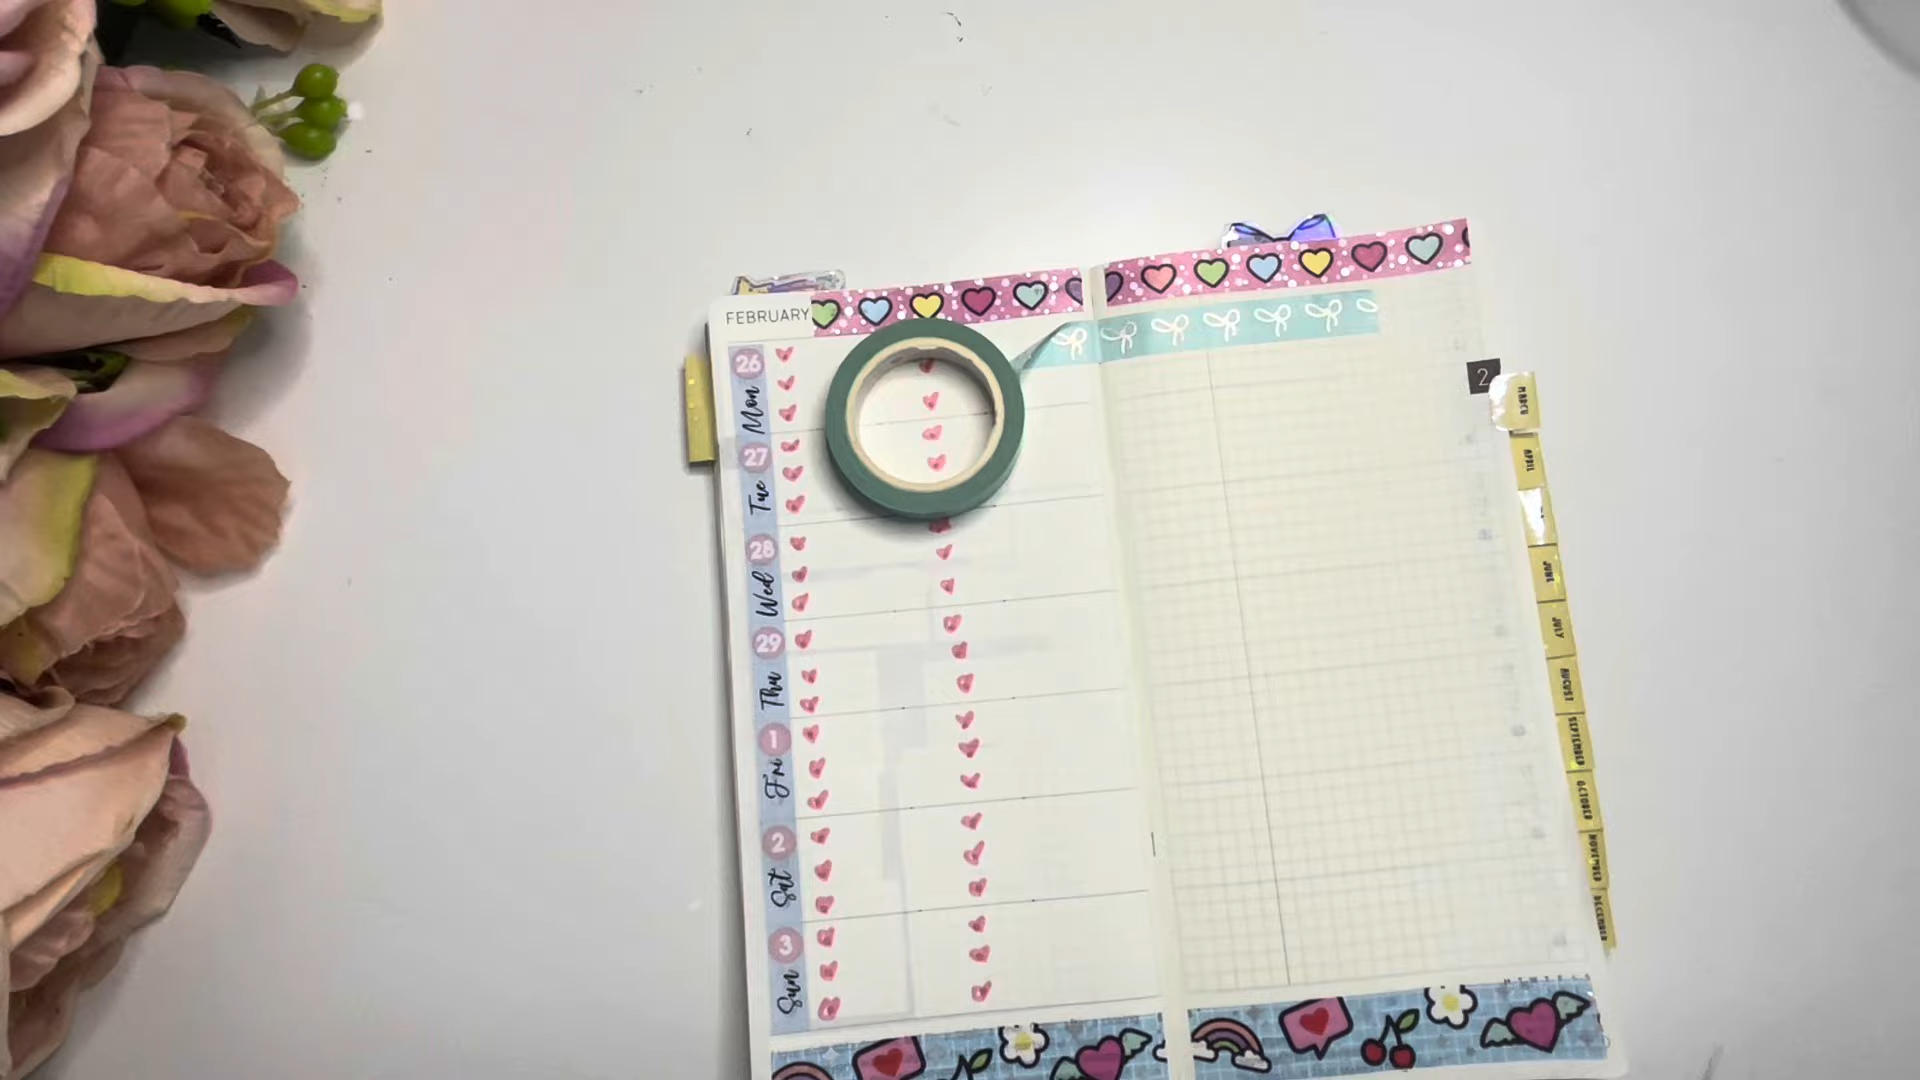 FEBRUARY
26
Mon
27
Tue
28
Wed
29
Thu
1
Fri
2
Sat
3
Sun
2
MARCH
APRIL
JUNE
JULY
AUGUST
SEPTEMBER
OCTOBER
NOVEMBER
DECEMBER
M T W T F S